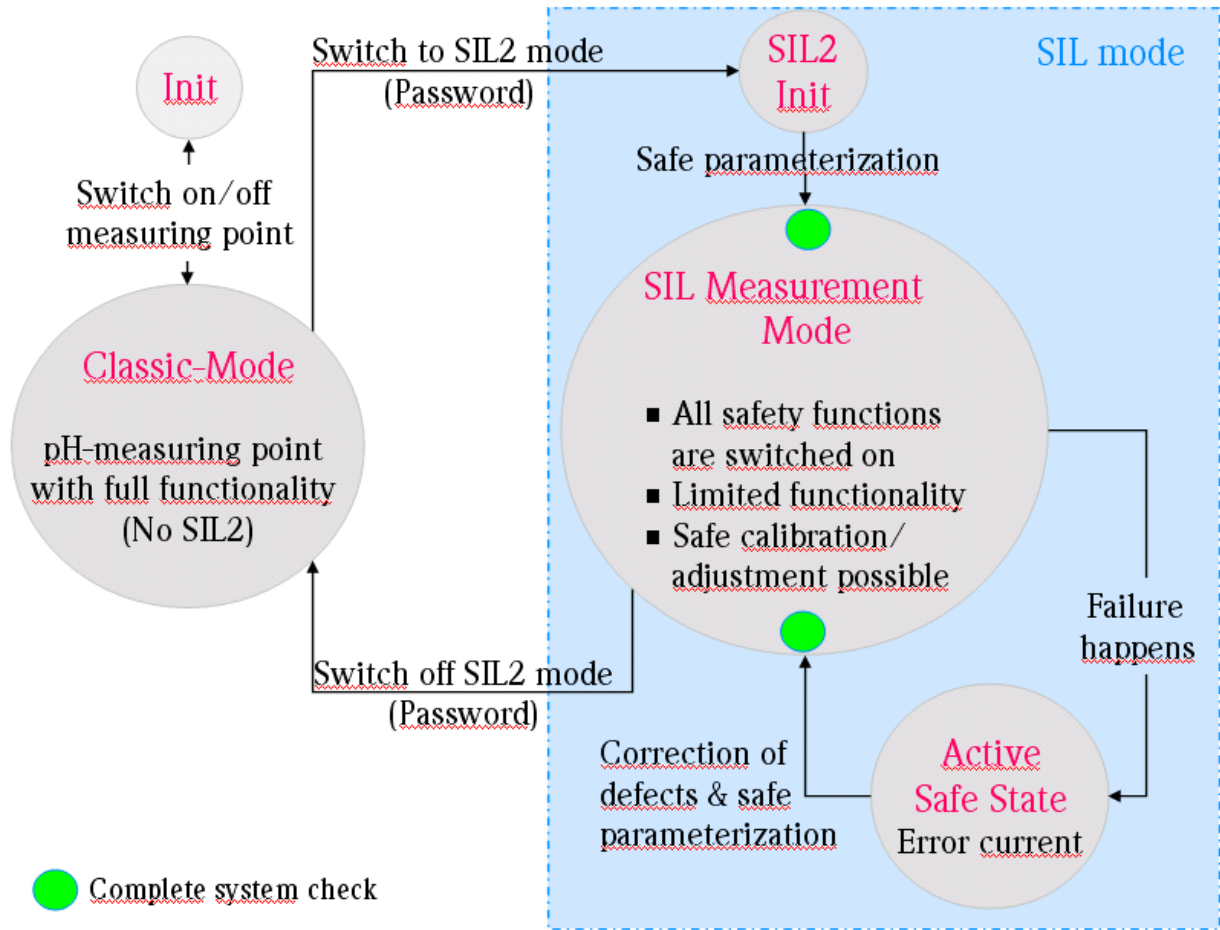 Init
Switch on/off
measuring point
Classic-Mode
pH-measuring point
with full functionality
(No SIL2)
Switch to SIL2 mode
(Password)
SIL2
Init
SIL mode
Safe parameterization
SIL Measurement
Mode
▪ All safety functions
are switched on
▪ Limited functionality
▪ Safe calibration/
adjustment possible
Failure
happens
Switch off SIL2 mode
(Password)
Correction of
defects & safe
parameterization
Active
Safe State
Error current
Complete system check